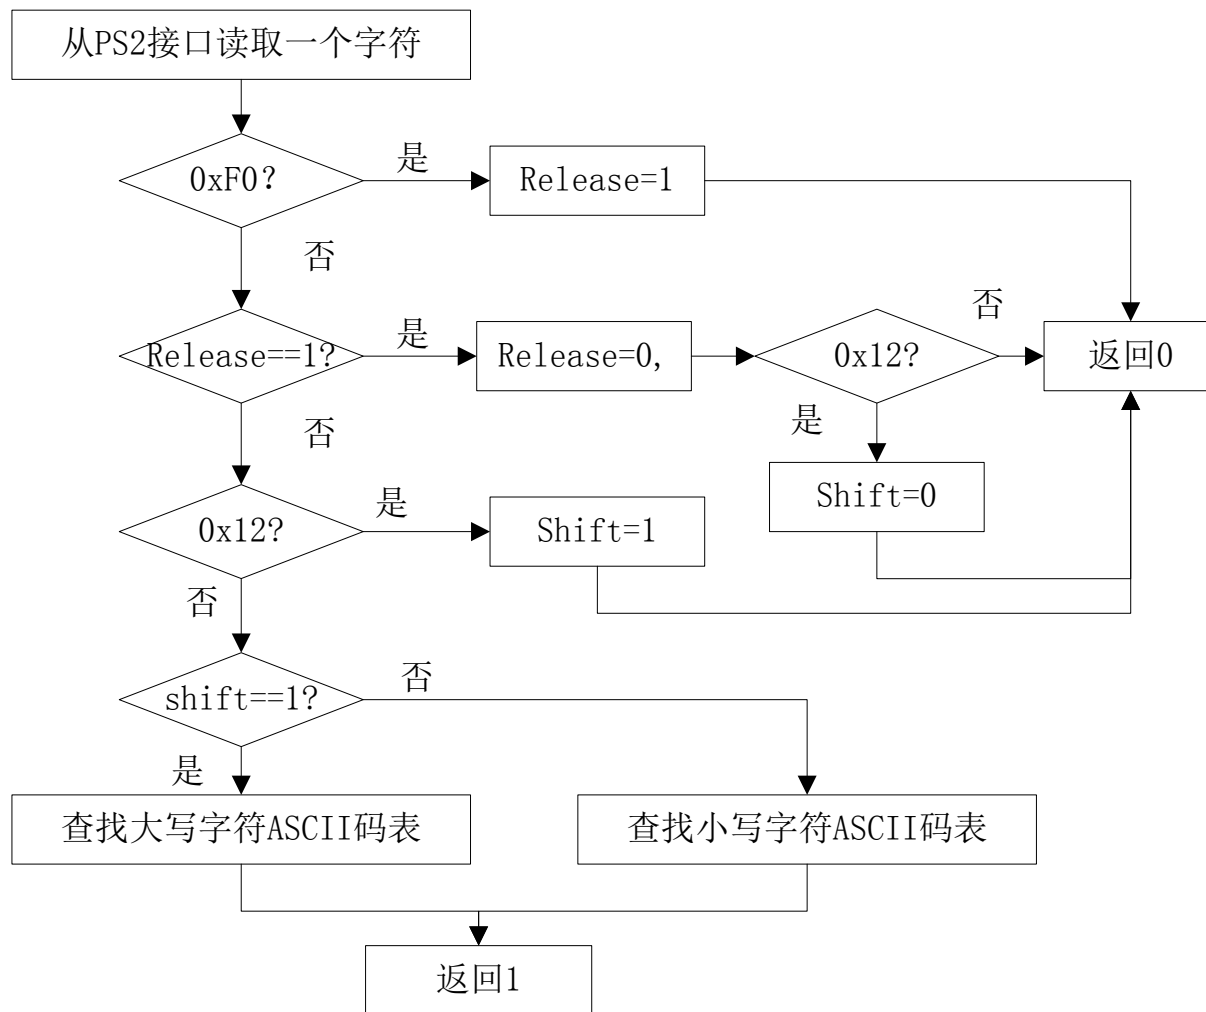 从PS2接口读取一个字符
0xF0?
是
Release=1
否
Release==1?
是
Release=0,
0x12?
否
返回0
否
是
Shift=0
0x12?
是
Shift=1
否
shift==1?
否
是
查找大写字符ASCII码表
查找小写字符ASCII码表
返回1